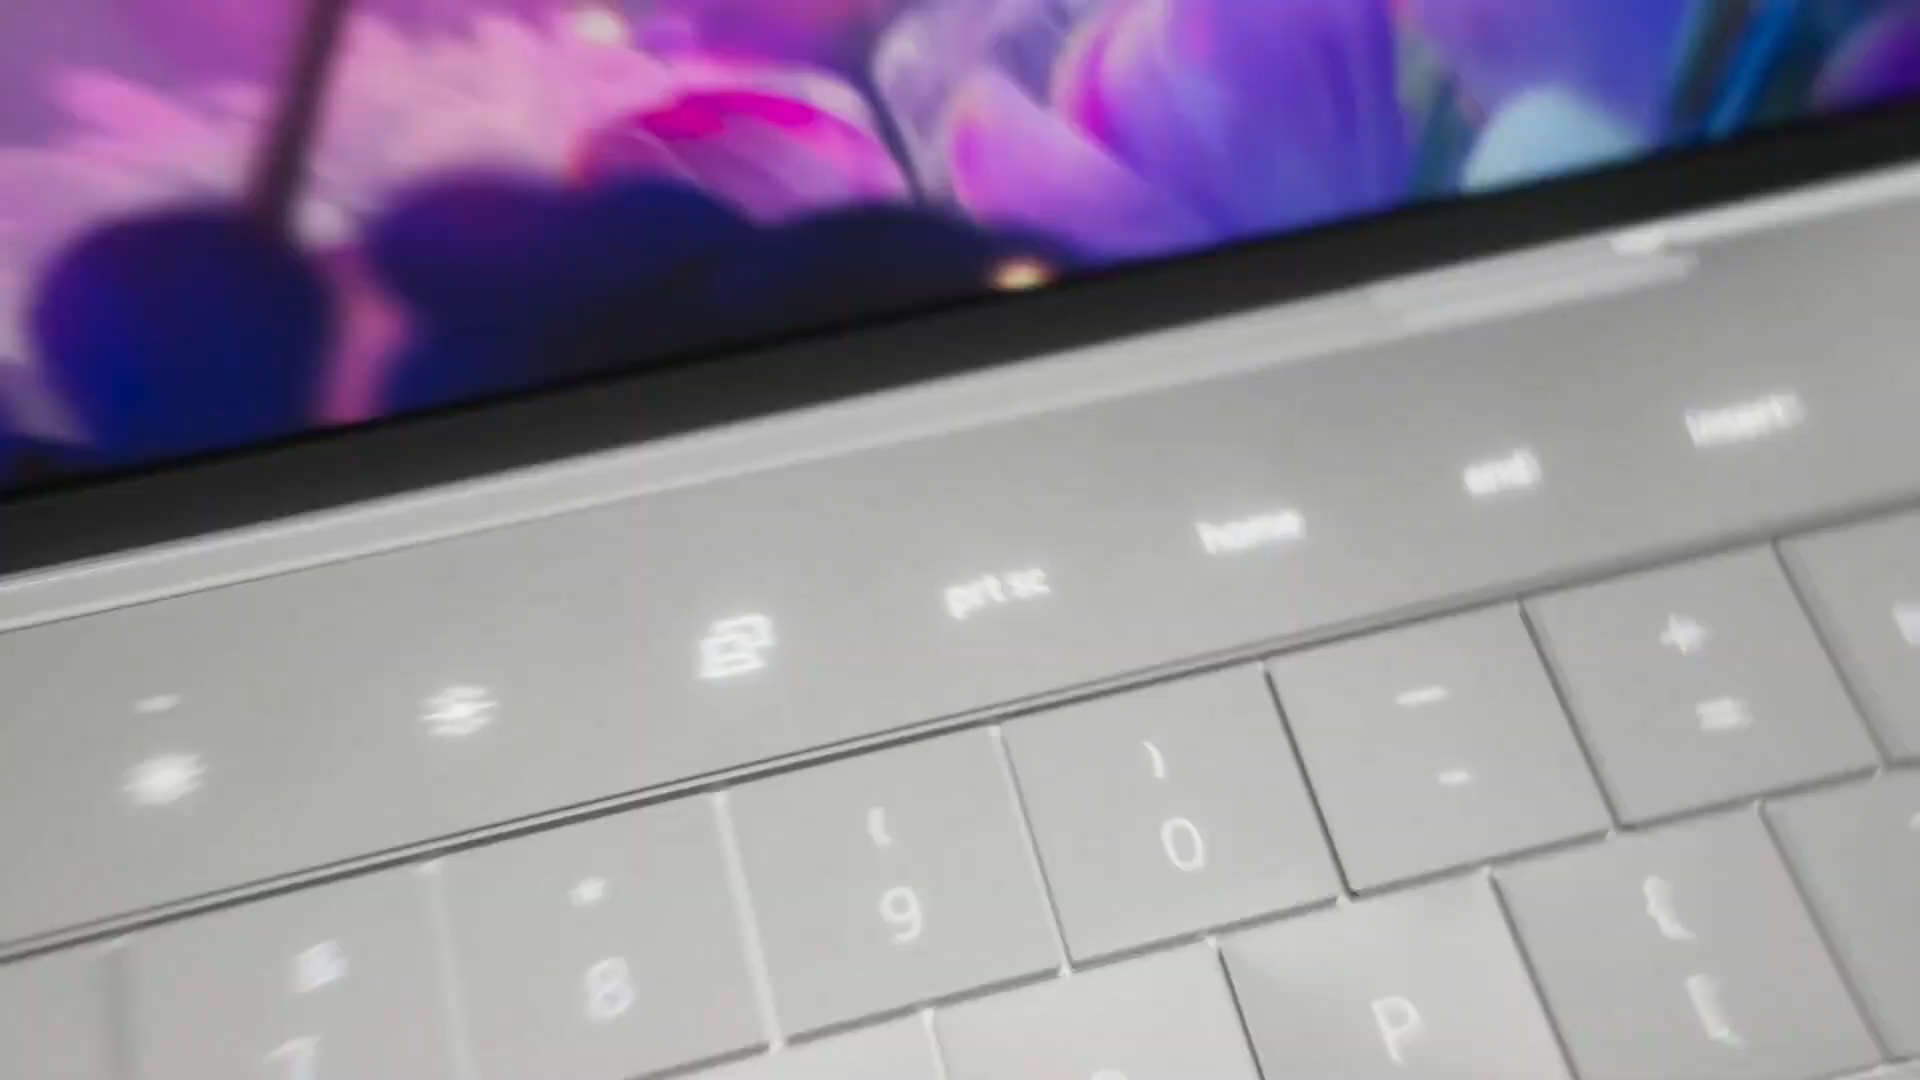 prt sc
home
end
insert
+
=
-
(
9
)
0
&
7
*
8
P